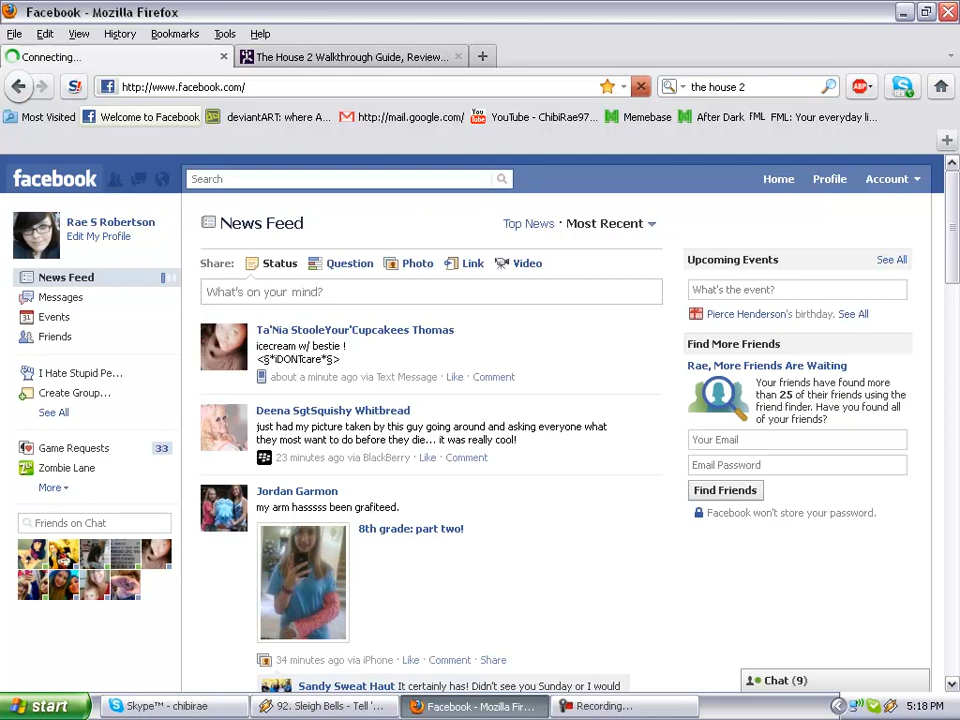 Facebook - Mozilla Firefox
File Edit View History Bookmarks Tools Help
Connecting... The House 2 Walkthrough Guide, Review...
http://www.facebook.com/ the house 2
Most Visited Welcome to Facebook deviantART: where A... http://mail.google.com/ YouTube - ChibiRae97... Memebase After Dark FML: Your everyday li...
facebook Search Home Profile Account
Rae S Robertson
Edit My Profile
News Feed
Messages
Events
Friends
I Hate Stupid Pe...
Create Group...
See All
Game Requests 33
Zombie Lane
More
Friends on Chat
News Feed Top News · Most Recent
Share: Status Question Photo Link Video
What's on your mind?
Ta'Nia StooleYour'Cupcakees Thomas
icecream w/ bestie !
<§*iDONTcare*§>
about a minute ago via Text Message · Like · Comment
Deena SgtSquishy Whitbread
just had my picture taken by this guy going around and asking everyone what
they most want to do before they die... it was really cool!
23 minutes ago via BlackBerry · Like · Comment
Jordan Garmon
my arm hasssss been grafiteed.
8th grade: part two!
34 minutes ago via iPhone · Like · Comment · Share
Sandy Sweat Haut It certainly has! Didn't see you Sunday or I would
Upcoming Events See All
What's the event?
Pierce Henderson's birthday. See All
Find More Friends
Rae, More Friends Are Waiting
Your friends have found more
than 25 of their friends using the
friend finder. Have you found all
of your friends?
Your Email
Email Password
Find Friends
Facebook won't store your password.
Chat (9)
start Skype™ - chibirae 92. Sleigh Bells - Tell '... Facebook - Mozilla Fir... Recording... 5:18 PM